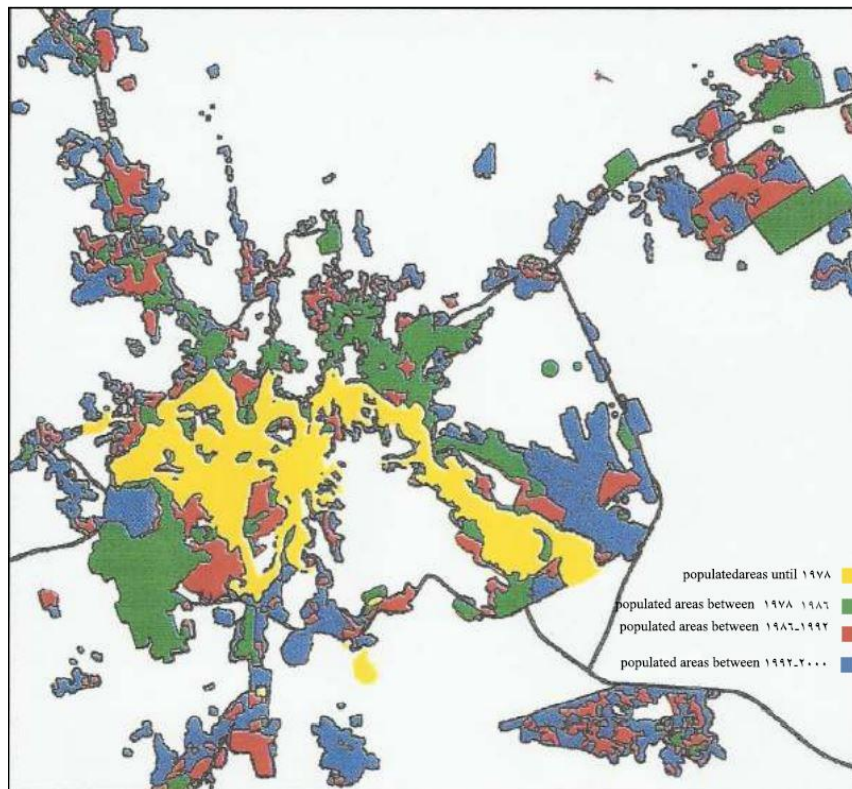 populatedareas until ١٩٧٨
populated areas between ١٩٧٨ ١٩٨٦
populated areas between ١٩٨٦-١٩٩٢
populated areas between ١٩٩٢-٢٠٠٠